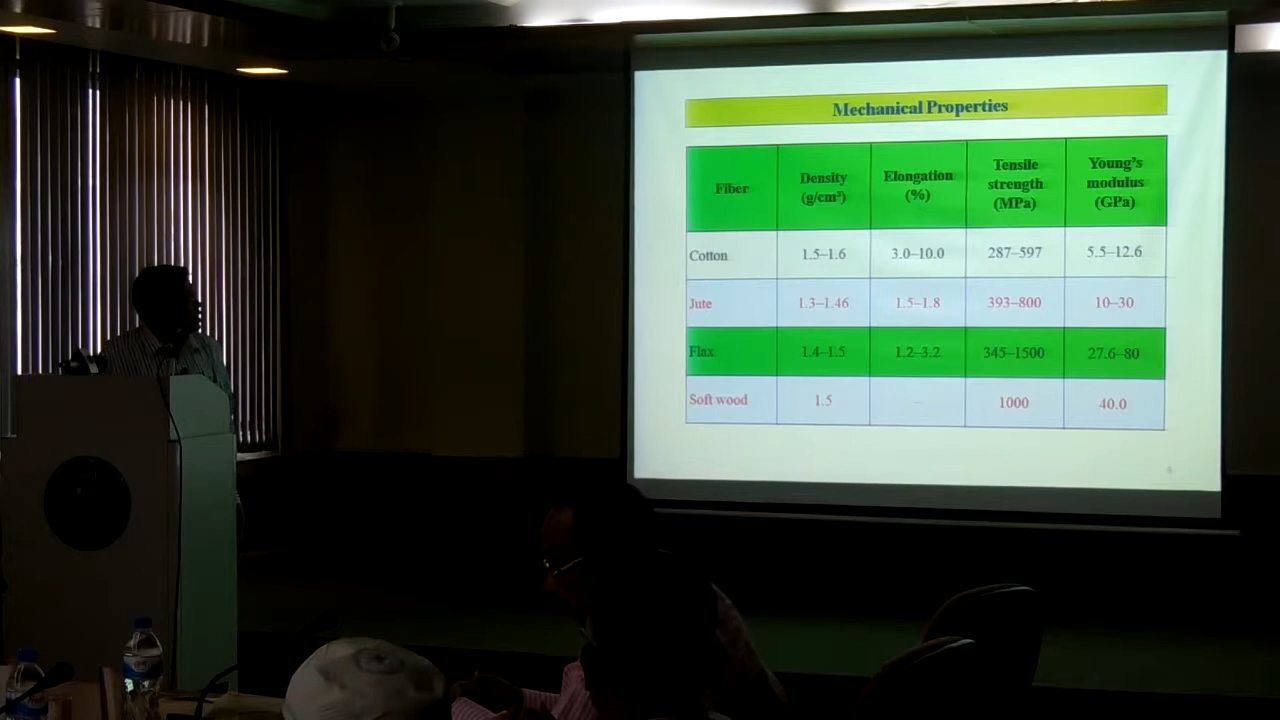 Mechanical Properties
Fiber Density (g/cm³) Elongation (%) Tensile strength (MPa) Young's modulus (GPa)
Cotton 1.5–1.6 3.0–10.0 287–597 5.5–12.6
Jute 1.3–1.46 1.5–1.8 393–800 10–30
Flax 1.4–1.5 1.2–3.2 345–1500 27.6–80
Soft wood 1.5 – 1000 40.0